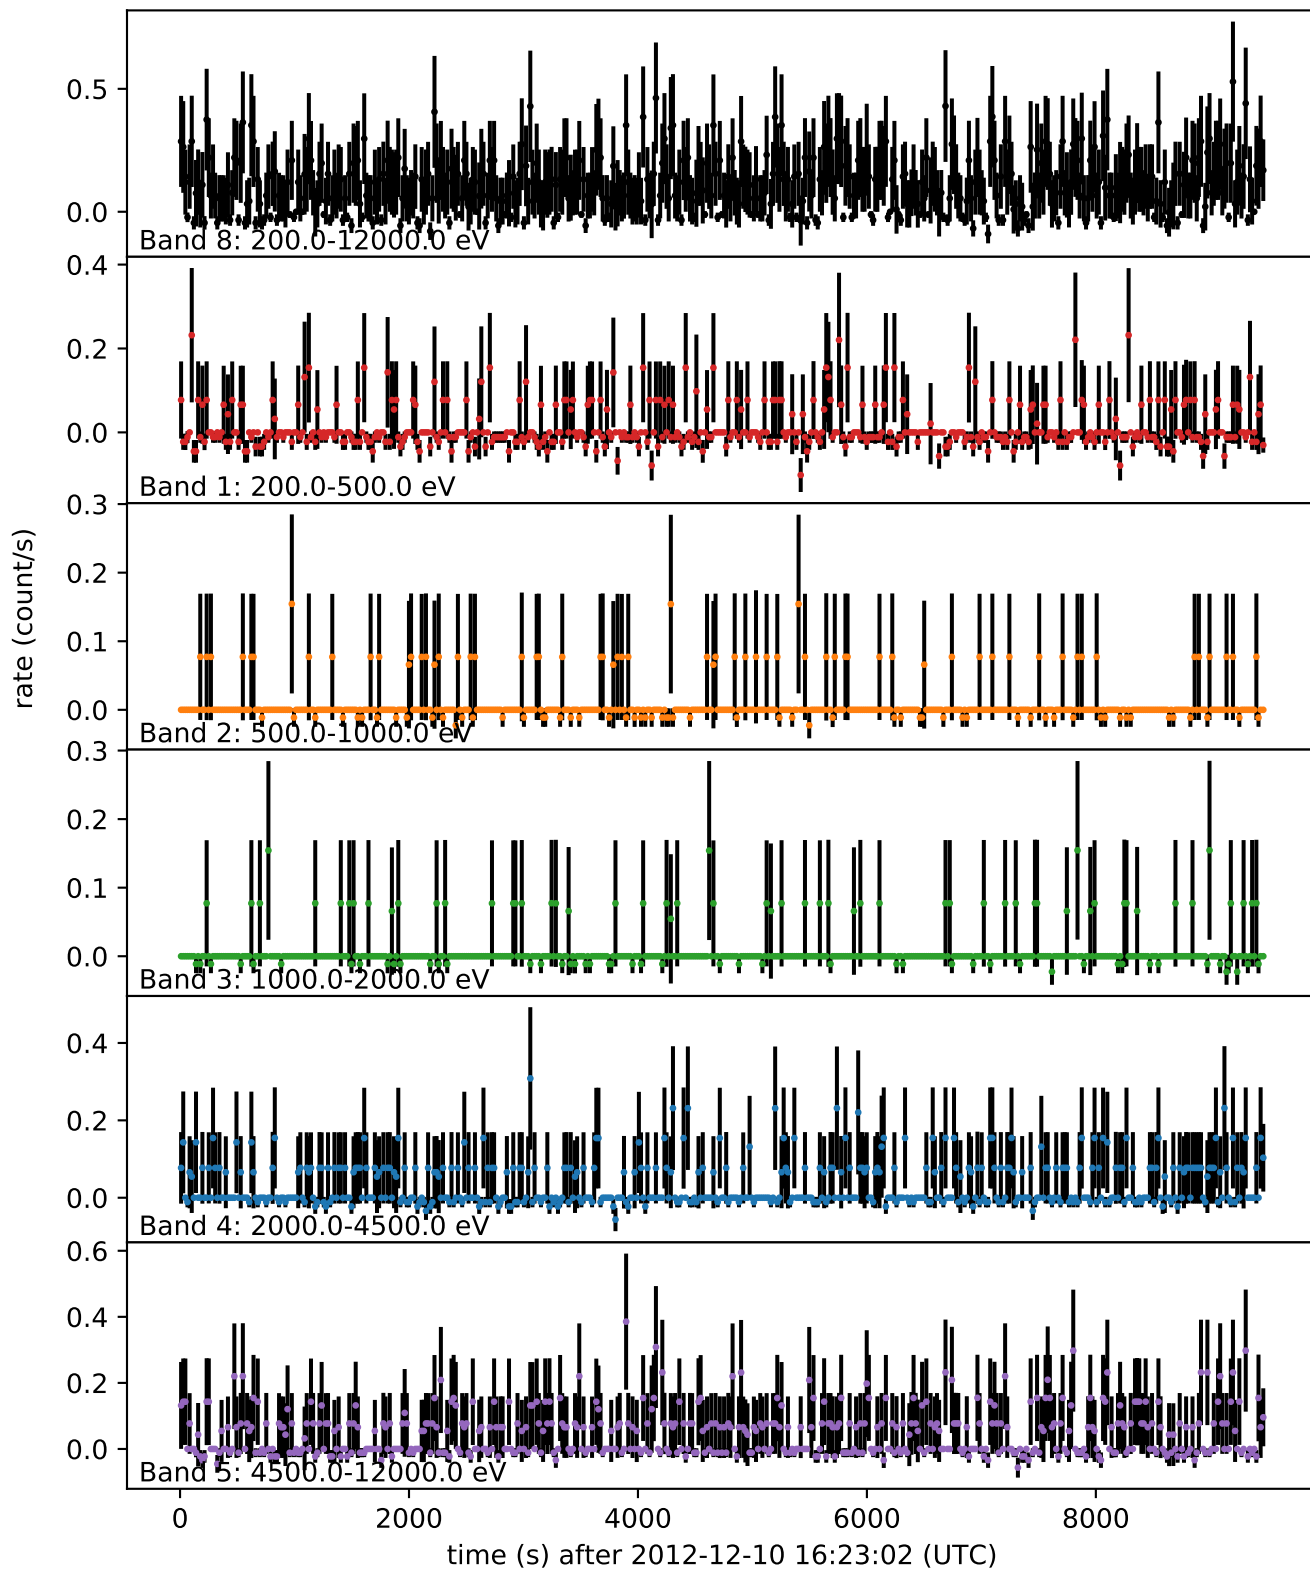 0.5
0.0
Band 8: 200.0-12000.0 eV
0.4
0.2
0.0
Band 1: 200.0-500.0 eV
rate (count/s)
0.3
0.2
0.1
0.0
Band 2: 500.0-1000.0 eV
0.3
0.2
0.1
0.0
Band 3: 1000.0-2000.0 eV
0.4
0.2
0.0
Band 4: 2000.0-4500.0 eV
0.6
0.4
0.2
0.0
Band 5: 4500.0-12000.0 eV
0 2000 4000 6000 8000
time (s) after 2012-12-10 16:23:02 (UTC)